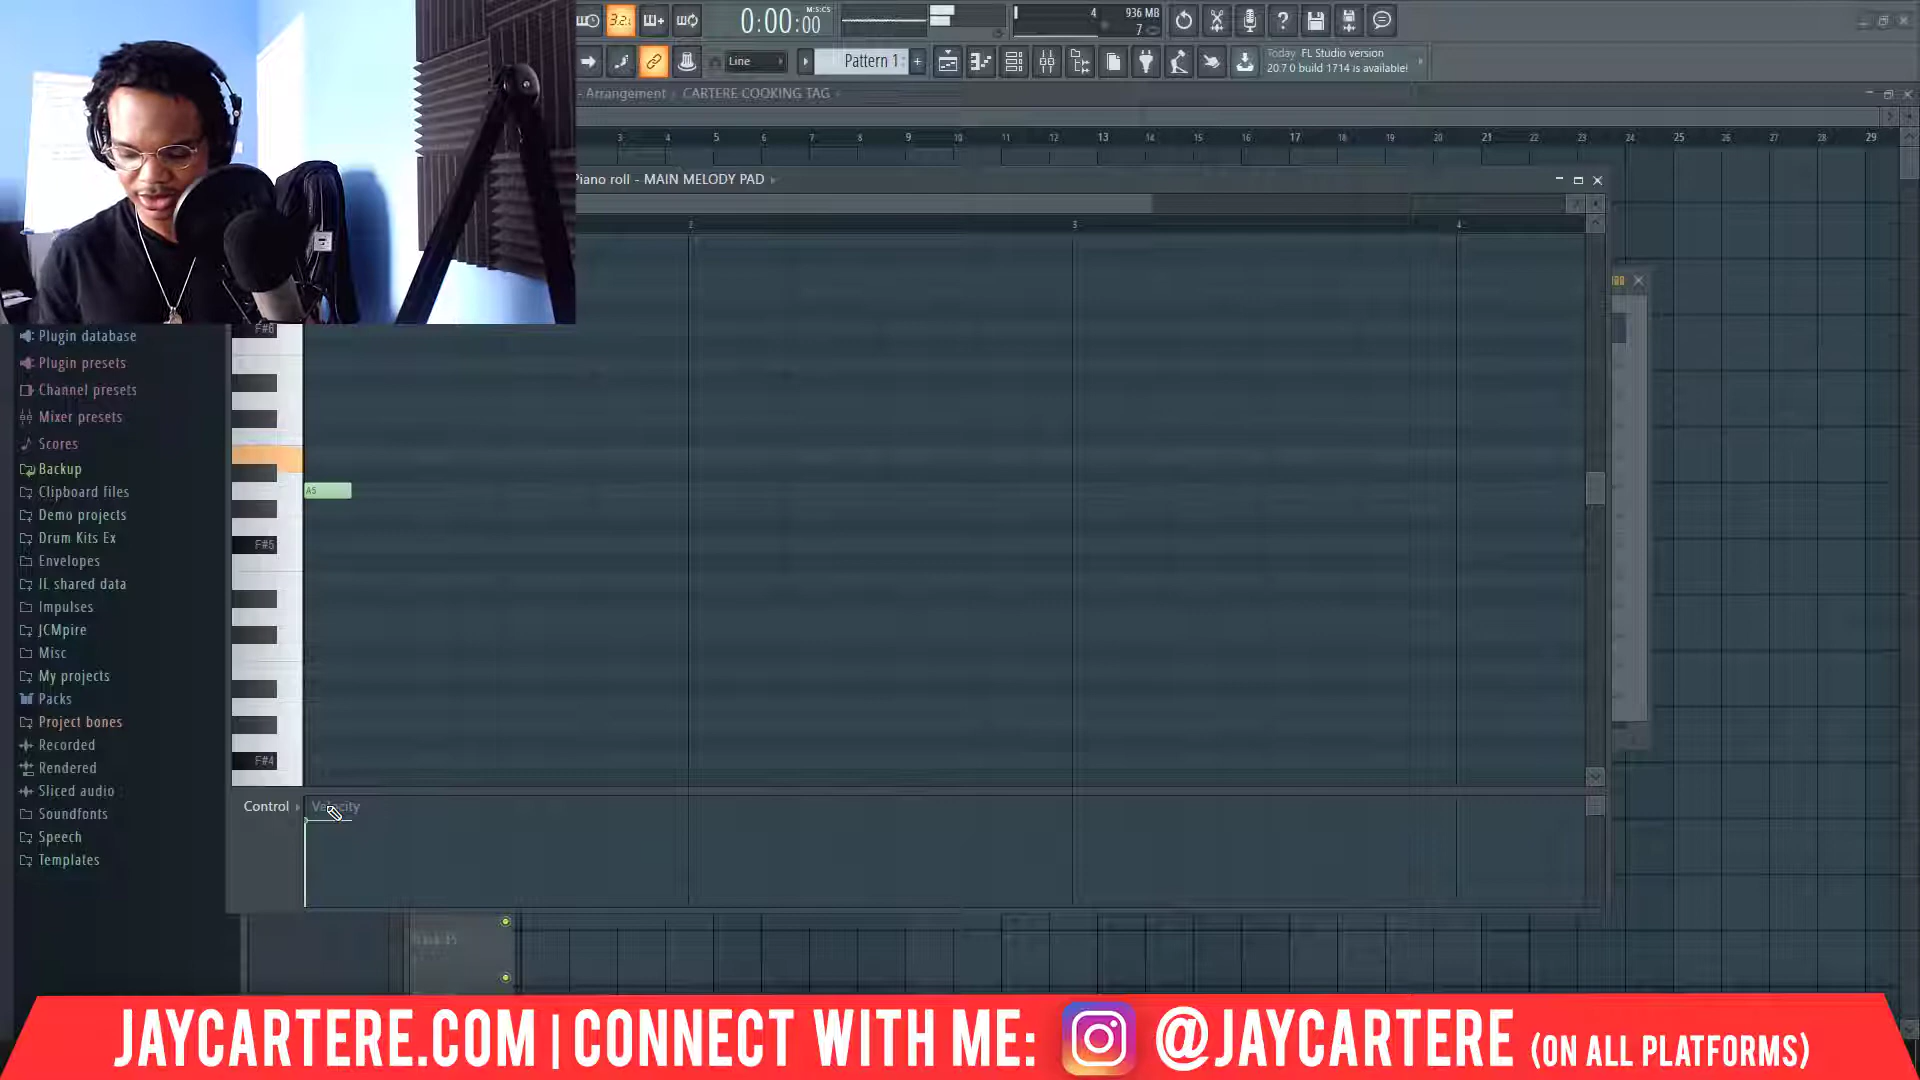 3.2:
0:00:00
M:S:CS
4
936 MB
7
Line
Pattern 1
+
Today FL Studio version
20.7 0 build 1714 is available!
- Arrangement › CARTERE COOKING TAG
3 4 5 6 7 8 9 10 11 12 13 14 15 16 17 18 19 20 21 22 23 24 25 26 27 28 29
Piano roll - MAIN MELODY PAD
2 3 4
F#6
A5
F#5
F#4
Plugin database
Plugin presets
Channel presets
Mixer presets
Scores
Backup
Clipboard files
Demo projects
Drum Kits Ex
Envelopes
IL shared data
Impulses
JCMpire
Misc
My projects
Packs
Project bones
Recorded
Rendered
Sliced audio
Soundfonts
Speech
Templates
Control
Velocity
JAYCARTERE.COM | CONNECT WITH ME: @JAYCARTERE (ON ALL PLATFORMS)